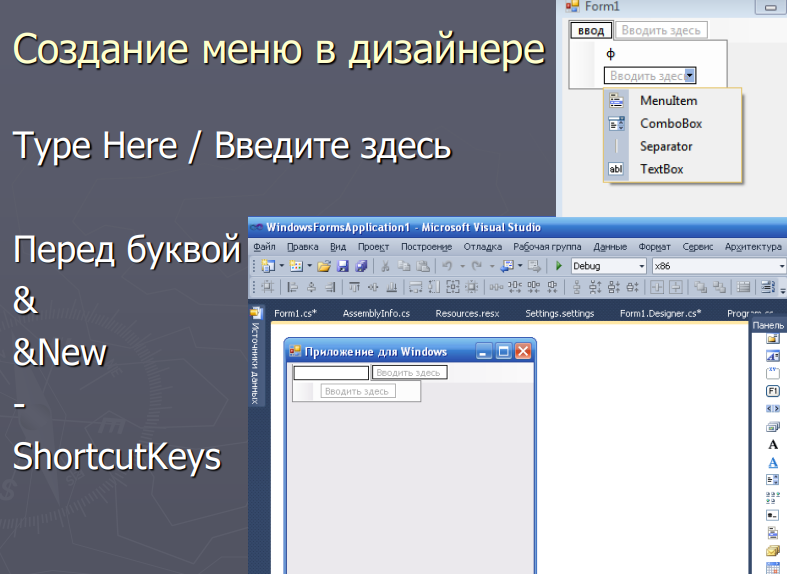 Создание меню в дизайнере
Type Here / Введите здесь
Перед буквой
&
&New
-
ShortcutKeys
Form1
ввод Вводить здесь
ф
Вводить здес
MenuItem
ComboBox
Separator
abl TextBox
WindowsFormsApplication1 - Microsoft Visual Studio
Файл Правка Вид Проект Построение Отладка Рабочая группа Данные Формат Сервис Архитектура
Debug x86
Form1.cs* AssemblyInfo.cs Resources.resx Settings.settings Form1.Designer.cs* Program.cs
Источники данных
Панель
Приложение для Windows
Вводить здесь
Вводить здесь